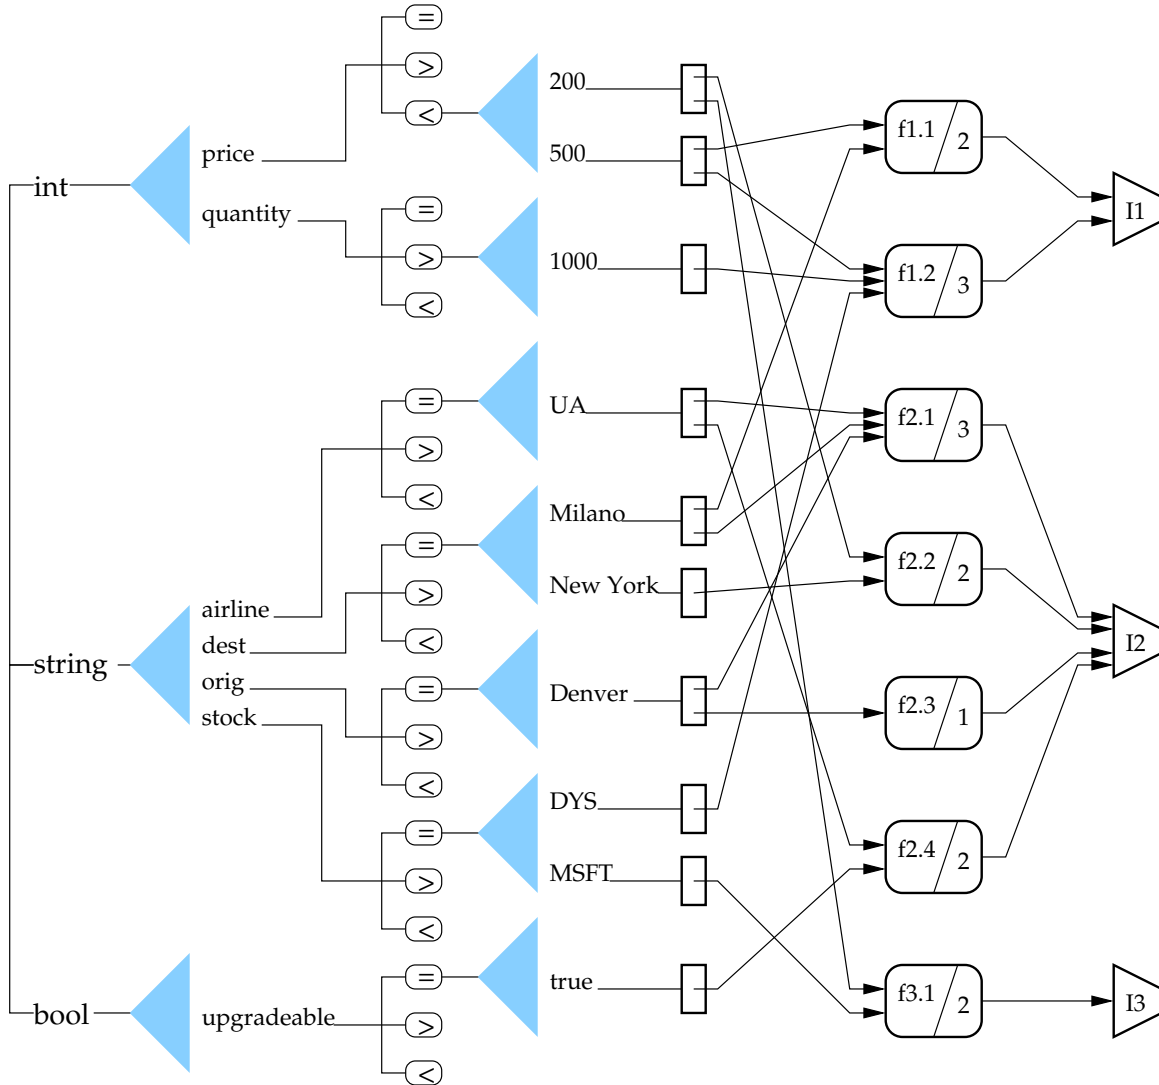 int
string
bool
price
quantity
airline
dest
orig
stock
upgradeable
=
>
<
=
>
<
=
>
<
=
>
<
=
>
<
=
>
<
=
>
<
200
500
1000
UA
Milano
New York
Denver
DYS
MSFT
true
f1.1 2
f1.2 3
f2.1 3
f2.2 2
f2.3 1
f2.4 2
f3.1 2
I1
I2
I3